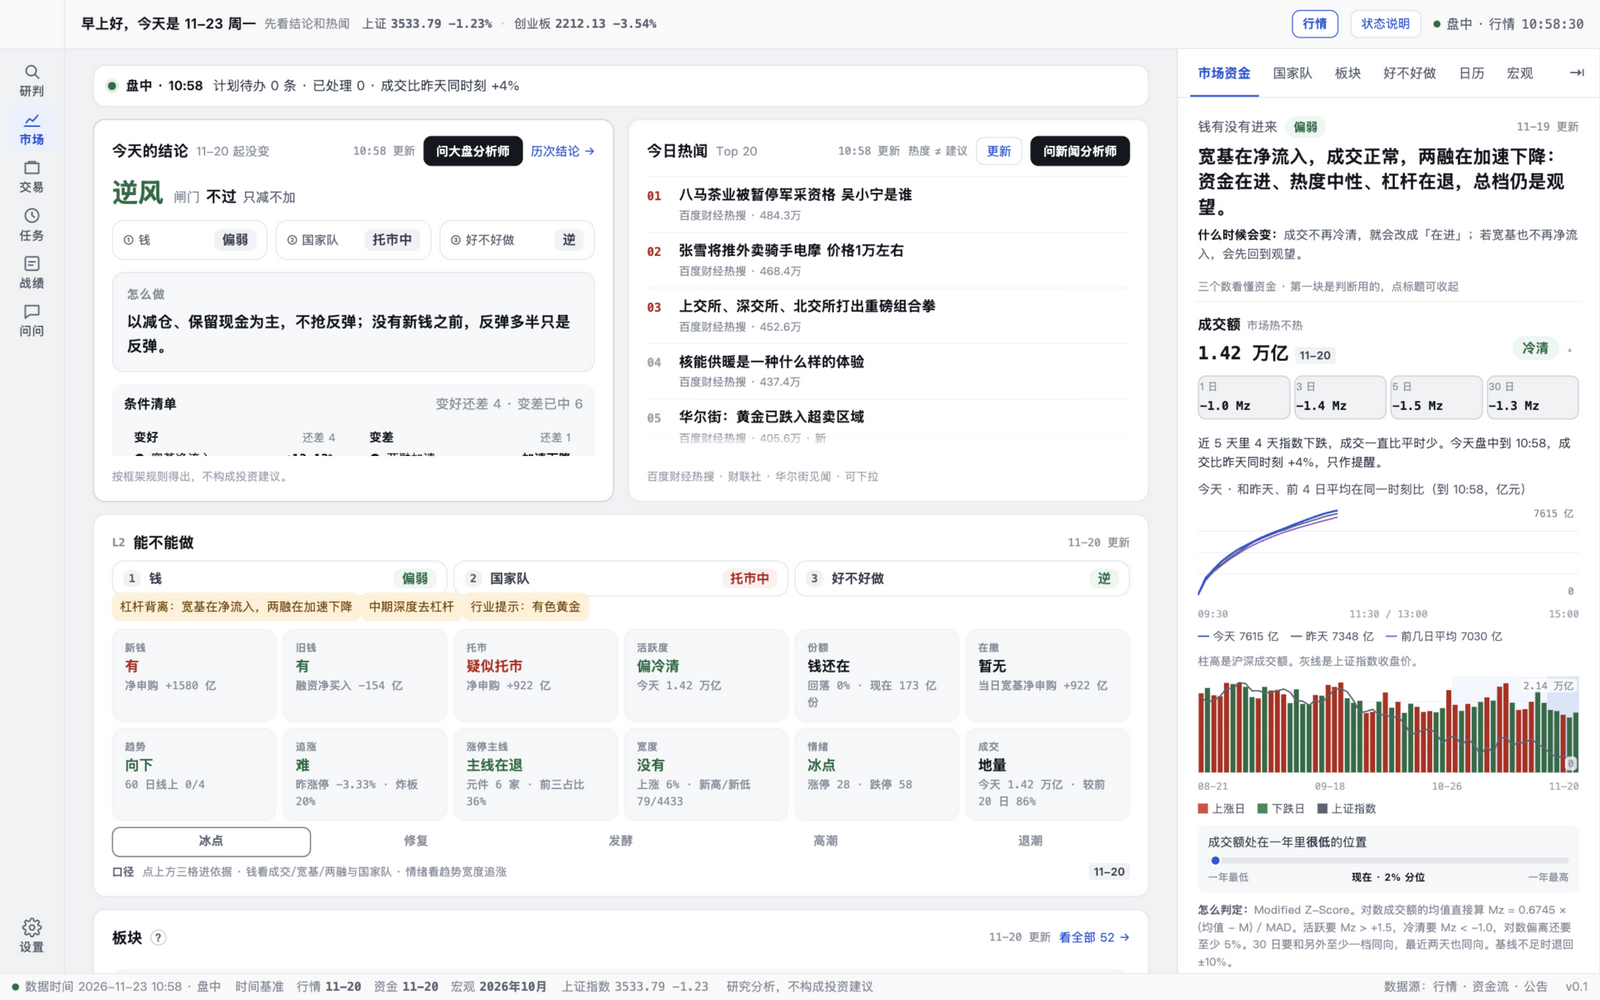 早上好，今天是 11-23 周一 先看结论和热闻 上证 3533.79 -1.23% · 创业板 2212.13 -3.54%
行情 状态说明 盘中 · 行情 10:58:30
研判
市场
交易
任务
战绩
问问
设置
盘中 · 10:58 计划待办 0 条 · 已处理 0 · 成交比昨天同时刻 +4%
今天的结论 11-20 起没变 10:58 更新 问大盘分析师 历次结论 →
逆风 闸门 不过 只减不加
① 钱 偏弱
② 国家队 托市中
③ 好不好做 逆
怎么做
以减仓、保留现金为主，不抢反弹；没有新钱之前，反弹多半只是
反弹。
条件清单 变好还差 4 · 变差已中 6
变好 还差 4 变差 还差 1
按框架规则得出，不构成投资建议。
今日热闻 Top 20 10:58 更新 热度 ≠ 建议 更新 问新闻分析师
01 八马茶业被暂停军采资格 吴小宁是谁
百度财经热搜 · 484.3万
02 张雪将推外卖骑手电摩 价格1万左右
百度财经热搜 · 468.4万
03 上交所、深交所、北交所打出重磅组合拳
百度财经热搜 · 452.6万
04 核能供暖是一种什么样的体验
百度财经热搜 · 437.4万
05 华尔街：黄金已跌入超卖区域
百度财经热搜 · 405.6万 · 新
百度财经热搜 · 财联社 · 华尔街见闻 · 可下拉
L2 能不能做 11-20 更新
1 钱 偏弱
2 国家队 托市中
3 好不好做 逆
杠杆背离：宽基在净流入，两融在加速下降 中期深度去杠杆 行业提示：有色黄金
新钱
有
净申购 +1580 亿
旧钱
有
融资净买入 -154 亿
托市
疑似托市
净申购 +922 亿
活跃度
偏冷清
今天 1.42 万亿
份额
钱还在
回落 0% · 现在 173 亿
份
在撤
暂无
当日宽基净申购 +922 亿
趋势
向下
60 日线上 0/4
追涨
难
昨涨停 -3.33% · 炸板
20%
涨停主线
主线在退
元件 6 家 · 前三占比
36%
宽度
没有
上涨 6% · 新高/新低
79/4433
情绪
冰点
涨停 28 · 跌停 58
成交
地量
今天 1.42 万亿 · 较前
20 日 86%
冰点 修复 发酵 高潮 退潮
口径 点上方三格进依据 · 钱看成交/宽基/两融与国家队 · 情绪看趋势宽度追涨 11-20
板块 ? 11-20 更新 看全部 52 →
市场资金 国家队 板块 好不好做 日历 宏观
钱有没有进来 偏弱 11-19 更新
宽基在净流入，成交正常，两融在加速下降：
资金在进、热度中性、杠杆在退，总档仍是观
望。
什么时候会变：成交不再冷清，就会改成「在进」；若宽基也不再净流
入，会先回到观望。
三个数看懂资金 · 第一块是判断用的，点标题可收起
成交额 市场热不热
1.42 万亿 11-20 冷清
1 日 3 日 5 日 30 日
-1.0 Mz -1.4 Mz -1.5 Mz -1.3 Mz
近 5 天里 4 天指数下跌，成交一直比平时少。今天盘中到 10:58，成
交比昨天同时刻 +4%，只作提醒。
今天 · 和昨天、前 4 日平均在同一时刻比（到 10:58，亿元）
7615 亿
0
09:30 11:30 / 13:00 15:00
今天 7615 亿 昨天 7348 亿 前几日平均 7030 亿
柱高是沪深成交额。灰线是上证指数收盘价。
2.14 万亿
0
08-21 09-18 10-26 11-20
上涨日 下跌日 上证指数
成交额处在一年里很低的位置
一年最低 现在 · 2% 分位 一年最高
怎么判定：Modified Z-Score。对数成交额的均值直接算 Mz = 0.6745 ×
(均值 − M) / MAD。活跃要 Mz > +1.5，冷清要 Mz < −1.0，对数偏离还要
至少 5%。30 日要和另外至少一档同向，最近两天也同向。基线不足时退回
±10%。
数据时间 2026-11-23 10:58 · 盘中 时间基准 行情 11-20 资金 11-20 宏观 2026年10月 上证指数 3533.79 -1.23 研究分析，不构成投资建议 数据源：行情 · 资金流 · 公告 v0.1